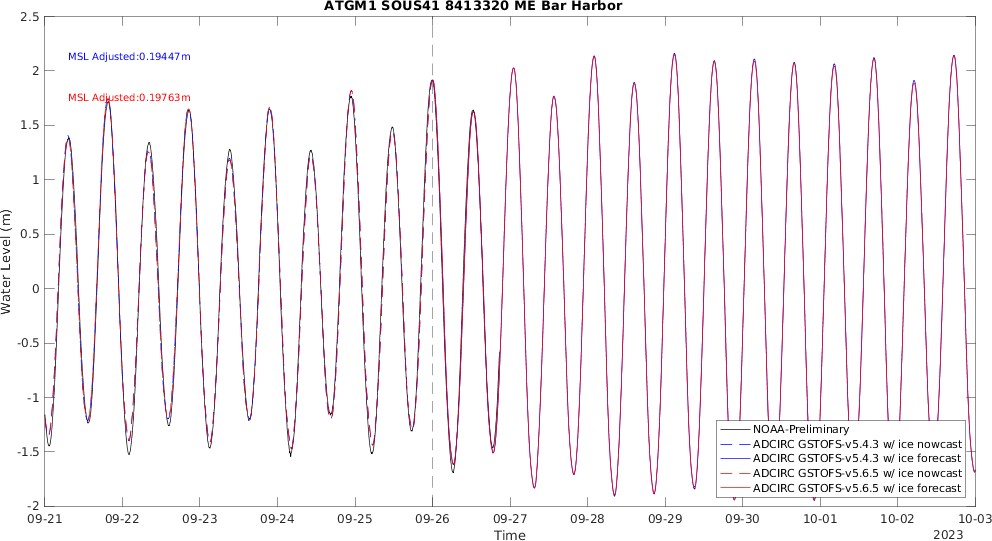 ATGM1 SOUS41 8413320 ME Bar Harbor
2.5
2
1.5
1
0.5
0
-0.5
-1
-1.5
-2
Water Level (m)
MSL Adjusted:0.19447m
MSL Adjusted:0.19763m
NOAA-Preliminary
ADCIRC GSTOFS-v5.4.3 w/ ice nowcast
ADCIRC GSTOFS-v5.4.3 w/ ice forecast
ADCIRC GSTOFS-v5.6.5 w/ ice nowcast
ADCIRC GSTOFS-v5.6.5 w/ ice forecast
09-21 09-22 09-23 09-24 09-25 09-26 09-27 09-28 09-29 09-30 10-01 10-02 10-03
Time
2023